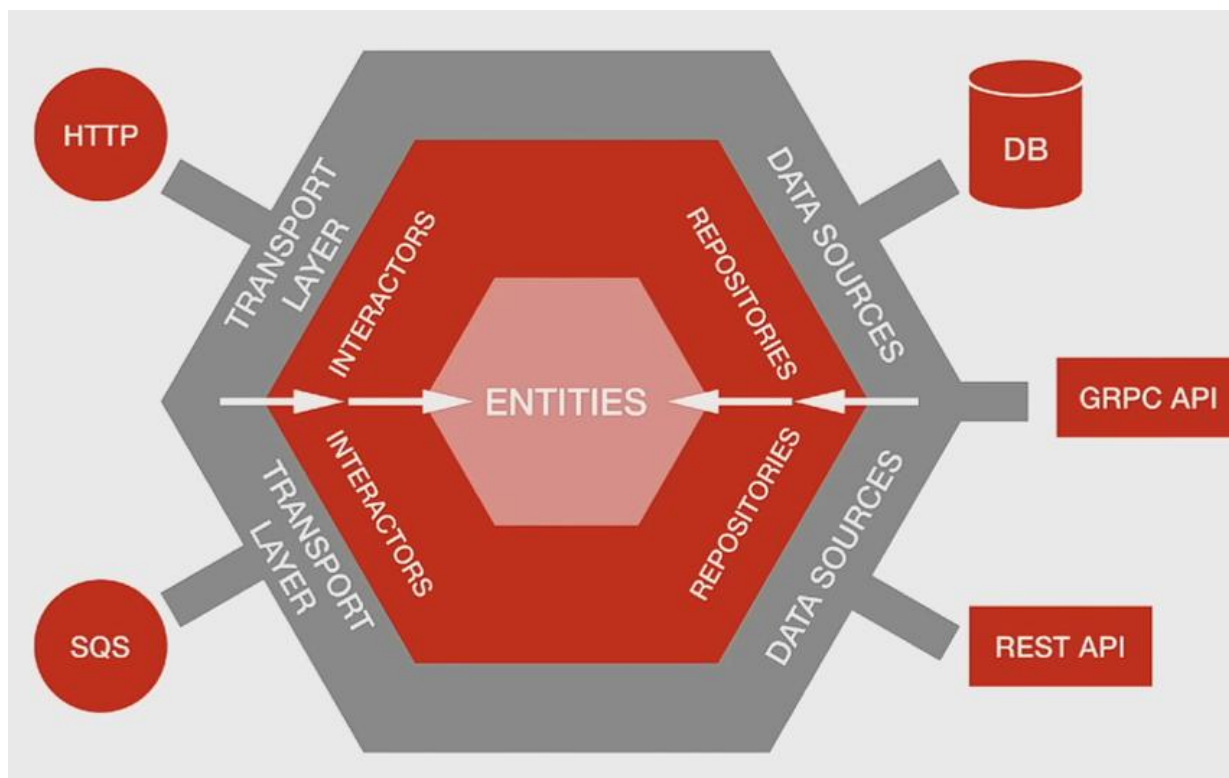 HTTP
TRANSPORT
LAYER
INTERACTORS
REPOSITORIES
DATA SOURCES
DB
ENTITIES
GRPC API
INTERACTORS
TRANSPORT
LAYER
REPOSITORIES
DATA SOURCES
SQS
REST API